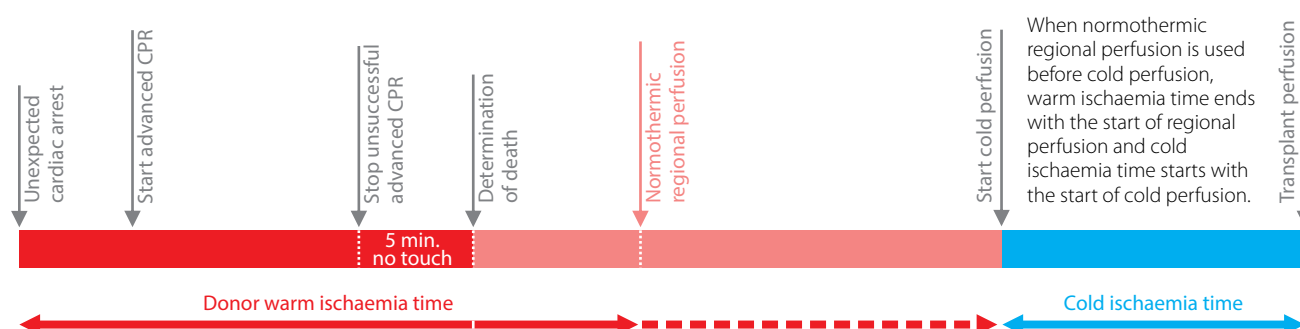 Unexpected
cardiac arrest
Start advanced CPR
Stop unsuccessful
advanced CPR
Determination
of death
Normothermic
regional perfusion
Start cold perfusion
When normothermic
regional perfusion is used
before cold perfusion,
warm ischaemia time ends
with the start of regional
perfusion and cold
ischaemia time starts with
the start of cold perfusion.
Transplant perfusion
5 min.
no touch
Donor warm ischaemia time
Cold ischaemia time